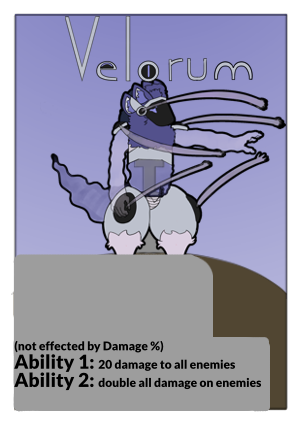 Velorum
(not effected by Damage %)
Ability 1: 20 damage to all enemies
Ability 2: double all damage on enemies